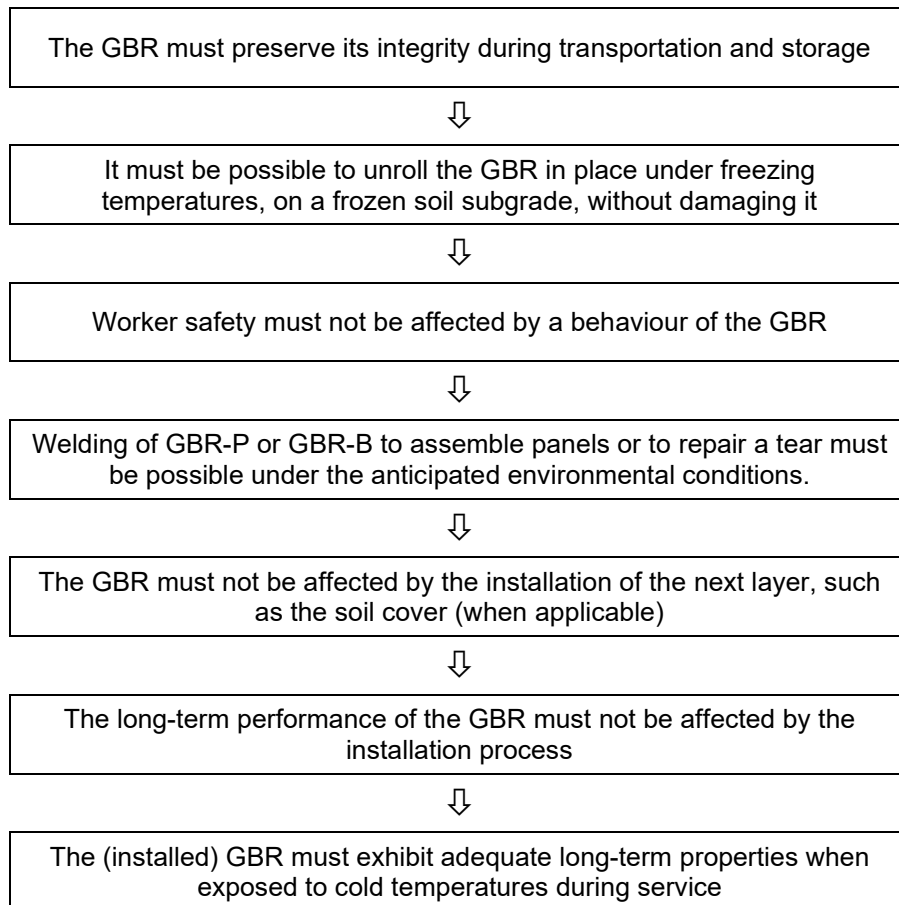 The GBR must preserve its integrity during transportation and storage
It must be possible to unroll the GBR in place under freezing
temperatures, on a frozen soil subgrade, without damaging it
Worker safety must not be affected by a behaviour of the GBR
Welding of GBR-P or GBR-B to assemble panels or to repair a tear must
be possible under the anticipated environmental conditions.
The GBR must not be affected by the installation of the next layer, such
as the soil cover (when applicable)
The long-term performance of the GBR must not be affected by the
installation process
The (installed) GBR must exhibit adequate long-term properties when
exposed to cold temperatures during service